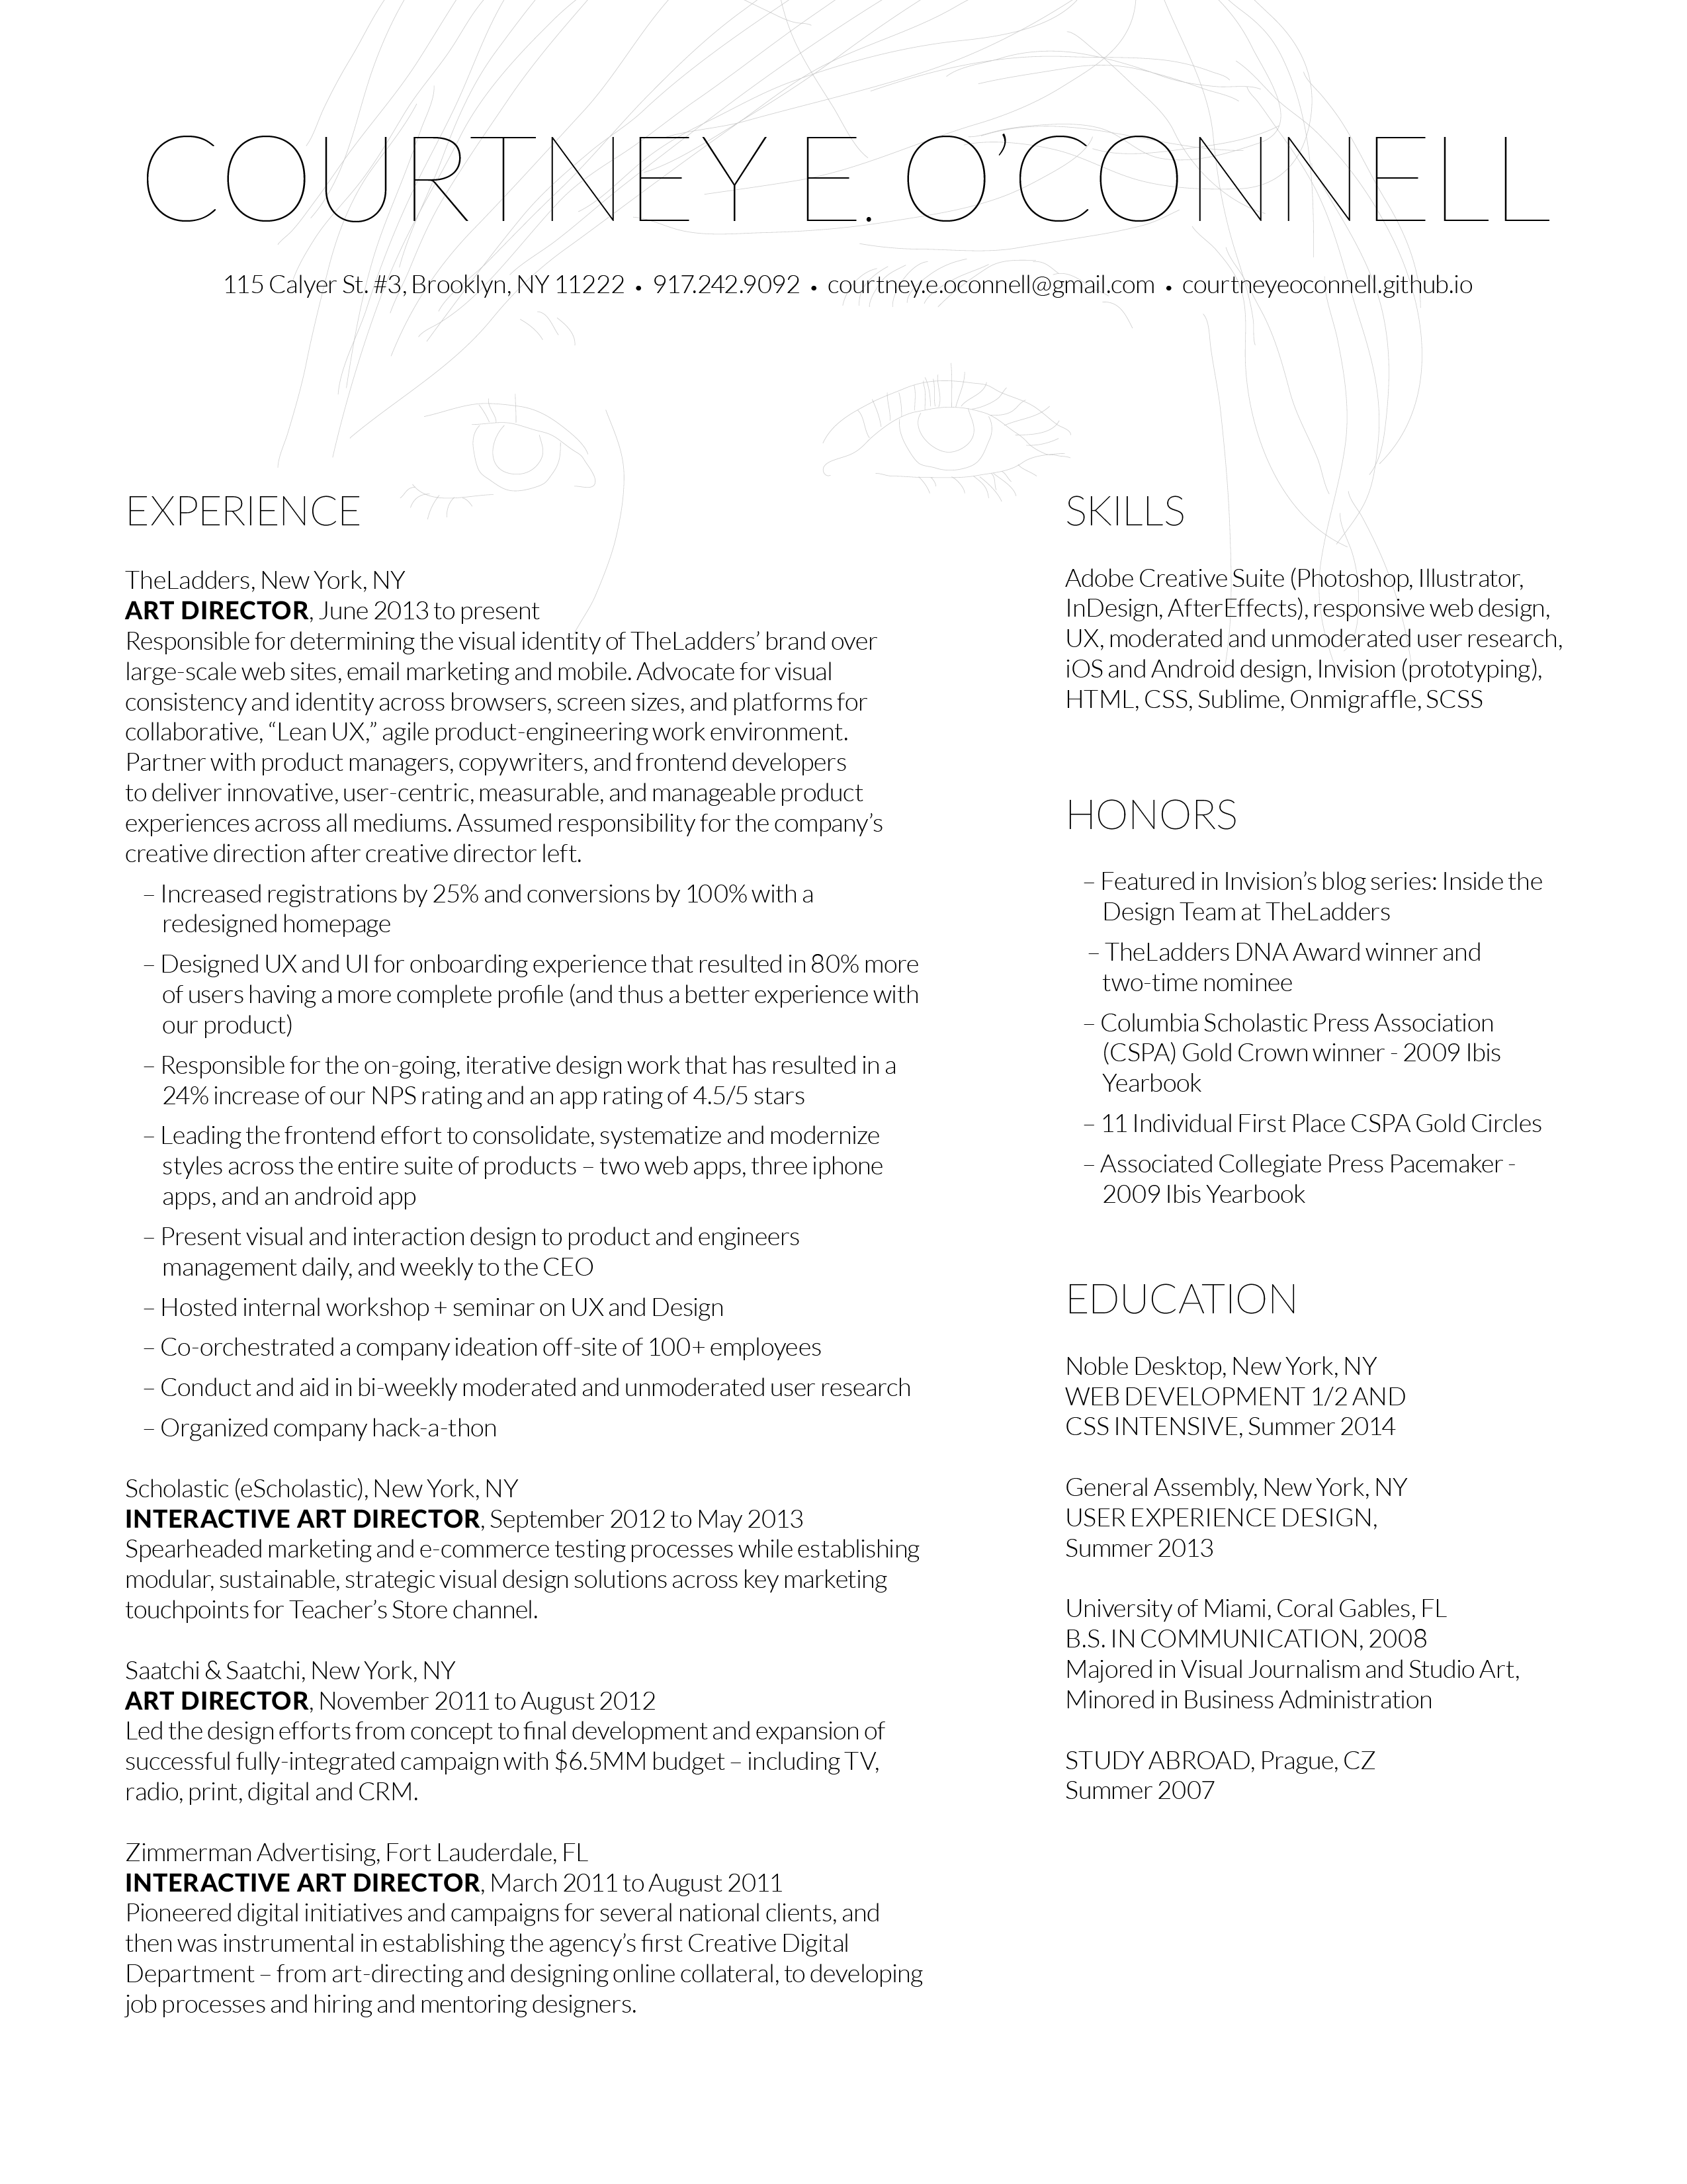 COURTNEY E. O’CONNELL
115 Calyer St. #3, Brooklyn, NY 11222 • 917.242.9092 • courtney.e.oconnell@gmail.com • courtneyeoconnell.github.io
EXPERIENCE
TheLadders, New York, NY
ART DIRECTOR, June 2013 to present
Responsible for determining the visual identity of TheLadders’ brand over
large-scale web sites, email marketing and mobile. Advocate for visual
consistency and identity across browsers, screen sizes, and platforms for
collaborative, “Lean UX,” agile product-engineering work environment.
Partner with product managers, copywriters, and frontend developers
to deliver innovative, user-centric, measurable, and manageable product
experiences across all mediums. Assumed responsibility for the company’s
creative direction after creative director left.
– Increased registrations by 25% and conversions by 100% with a
redesigned homepage
– Designed UX and UI for onboarding experience that resulted in 80% more
of users having a more complete profile (and thus a better experience with
our product)
– Responsible for the on-going, iterative design work that has resulted in a
24% increase of our NPS rating and an app rating of 4.5/5 stars
– Leading the frontend effort to consolidate, systematize and modernize
styles across the entire suite of products – two web apps, three iphone
apps, and an android app
– Present visual and interaction design to product and engineers
management daily, and weekly to the CEO
– Hosted internal workshop + seminar on UX and Design
– Co-orchestrated a company ideation off-site of 100+ employees
– Conduct and aid in bi-weekly moderated and unmoderated user research
– Organized company hack-a-thon
Scholastic (eScholastic), New York, NY
INTERACTIVE ART DIRECTOR, September 2012 to May 2013
Spearheaded marketing and e-commerce testing processes while establishing
modular, sustainable, strategic visual design solutions across key marketing
touchpoints for Teacher’s Store channel.
Saatchi & Saatchi, New York, NY
ART DIRECTOR, November 2011 to August 2012
Led the design efforts from concept to final development and expansion of
successful fully-integrated campaign with $6.5MM budget – including TV,
radio, print, digital and CRM.
Zimmerman Advertising, Fort Lauderdale, FL
INTERACTIVE ART DIRECTOR, March 2011 to August 2011
Pioneered digital initiatives and campaigns for several national clients, and
then was instrumental in establishing the agency’s first Creative Digital
Department – from art-directing and designing online collateral, to developing
job processes and hiring and mentoring designers.
SKILLS
Adobe Creative Suite (Photoshop, Illustrator,
InDesign, AfterEffects), responsive web design,
UX, moderated and unmoderated user research,
iOS and Android design, Invision (prototyping),
HTML, CSS, Sublime, Onmigraffle, SCSS
HONORS
– Featured in Invision’s blog series: Inside the
Design Team at TheLadders
– TheLadders DNA Award winner and
two-time nominee
– Columbia Scholastic Press Association
(CSPA) Gold Crown winner - 2009 Ibis
Yearbook
– 11 Individual First Place CSPA Gold Circles
– Associated Collegiate Press Pacemaker -
2009 Ibis Yearbook
EDUCATION
Noble Desktop, New York, NY
WEB DEVELOPMENT 1/2 AND
CSS INTENSIVE, Summer 2014
General Assembly, New York, NY
USER EXPERIENCE DESIGN,
Summer 2013
University of Miami, Coral Gables, FL
B.S. IN COMMUNICATION, 2008
Majored in Visual Journalism and Studio Art,
Minored in Business Administration
STUDY ABROAD, Prague, CZ
Summer 2007